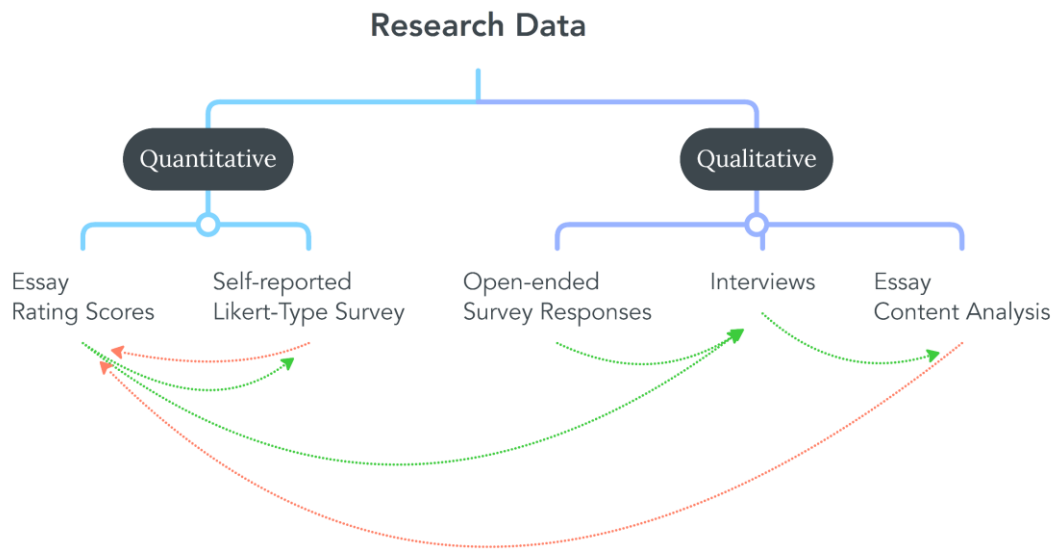 Research Data
Quantitative
Qualitative
Essay
Rating Scores
Self-reported
Likert-Type Survey
Open-ended
Survey Responses
Interviews
Essay
Content Analysis